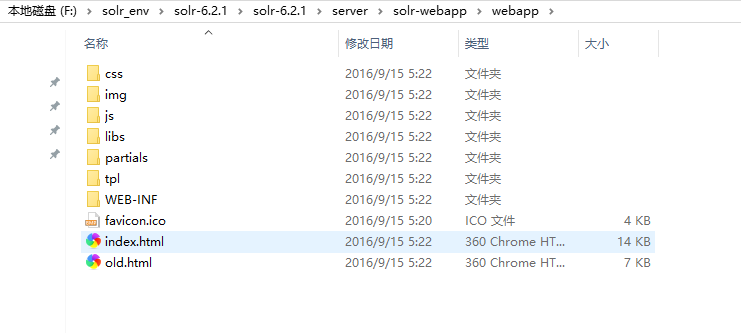 本地磁盘 (F:) › solr_env › solr-6.2.1 › solr-6.2.1 › server › solr-webapp › webapp ›
名称 修改日期 类型 大小
css 2016/9/15 5:22 文件夹
img 2016/9/15 5:22 文件夹
js 2016/9/15 5:22 文件夹
libs 2016/9/15 5:22 文件夹
partials 2016/9/15 5:22 文件夹
tpl 2016/9/15 5:22 文件夹
WEB-INF 2016/9/15 5:22 文件夹
favicon.ico 2016/9/15 5:20 ICO 文件 4 KB
index.html 2016/9/15 5:22 360 Chrome HT... 14 KB
old.html 2016/9/15 5:22 360 Chrome HT... 7 KB